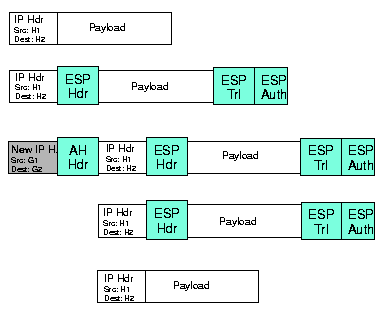 IP Hdr
Src: H1
Dest: H2
Payload
IP Hdr
Src: H1
Dest: H2
ESP
Hdr
Payload
ESP
Trl
ESP
Auth
New IP H.
Src: G1
Dest: G2
AH
Hdr
IP Hdr
Src: H1
Dest: H2
ESP
Hdr
Payload
ESP
Trl
ESP
Auth
IP Hdr
Src: H1
Dest: H2
ESP
Hdr
Payload
ESP
Trl
ESP
Auth
IP Hdr
Src: H1
Dest: H2
Payload